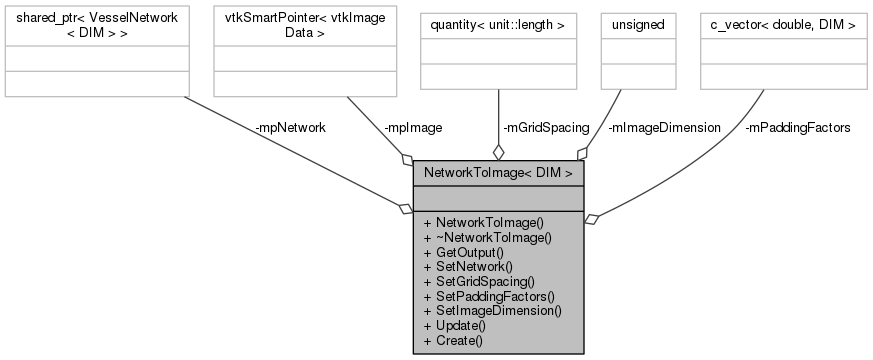 shared_ptr< VesselNetwork
< DIM > >
vtkSmartPointer< vtkImage
Data >
quantity< unit::length >
unsigned
c_vector< double, DIM >
-mpNetwork
-mpImage
-mGridSpacing
-mImageDimension
-mPaddingFactors
NetworkToImage< DIM >
+ NetworkToImage()
+ ~NetworkToImage()
+ GetOutput()
+ SetNetwork()
+ SetGridSpacing()
+ SetPaddingFactors()
+ SetImageDimension()
+ Update()
+ Create()